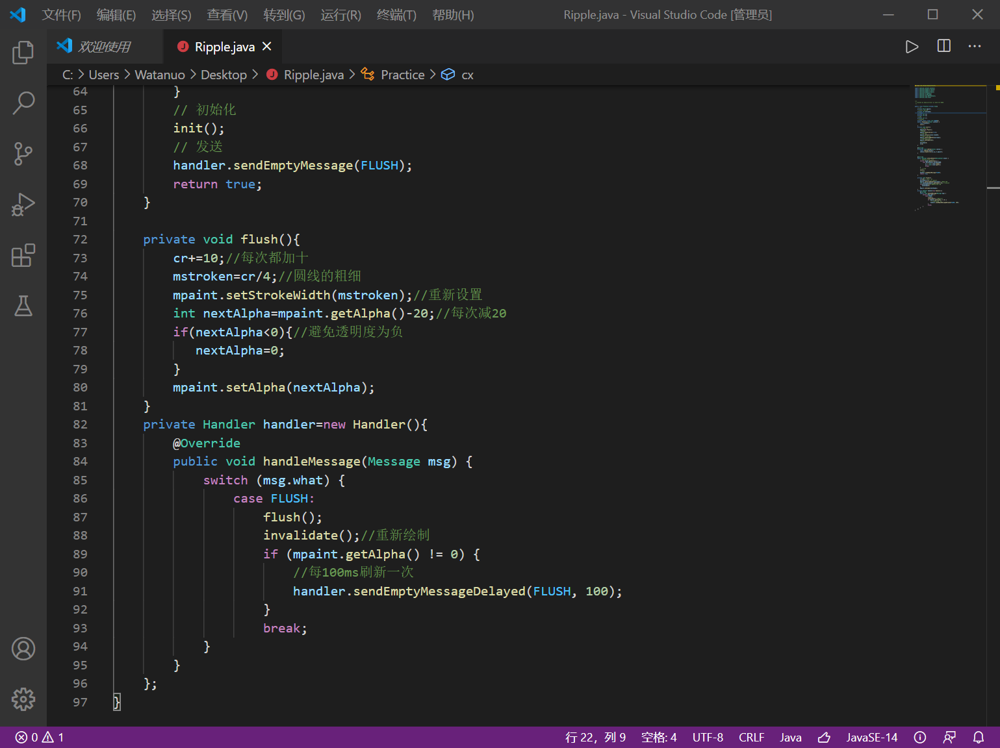 文件(F) 编辑(E) 选择(S) 查看(V) 转到(G) 运行(R) 终端(T) 帮助(H) Ripple.java - Visual Studio Code [管理员]
欢迎使用 J Ripple.java
C: > Users > Watanuo > Desktop > J Ripple.java > Practice > cx
64 }
65 // 初始化
66 init();
67 // 发送
68 handler.sendEmptyMessage(FLUSH);
69 return true;
70 }
71
72 private void flush(){
73 cr+=10;//每次都加十
74 mstroken=cr/4;//圆线的粗细
75 mpaint.setStrokeWidth(mstroken);//重新设置
76 int nextAlpha=mpaint.getAlpha()-20;//每次减20
77 if(nextAlpha<0){//避免透明度为负
78 nextAlpha=0;
79 }
80 mpaint.setAlpha(nextAlpha);
81 }
82 private Handler handler=new Handler(){
83 @Override
84 public void handleMessage(Message msg) {
85 switch (msg.what) {
86 case FLUSH:
87 flush();
88 invalidate();//重新绘制
89 if (mpaint.getAlpha() != 0) {
90 //每100ms刷新一次
91 handler.sendEmptyMessageDelayed(FLUSH, 100);
92 }
93 break;
94 }
95 }
96 };
97 }
0 1 行 22，列 9 空格: 4 UTF-8 CRLF Java JavaSE-14